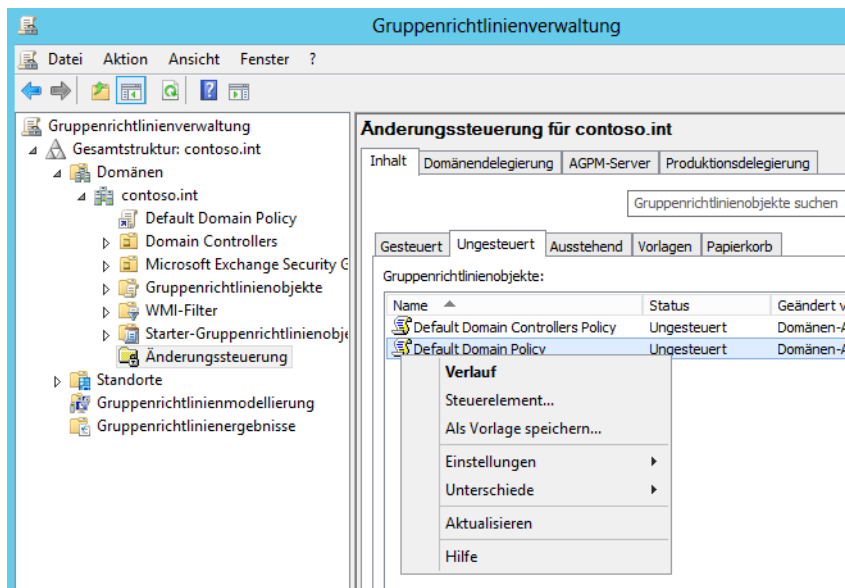 Gruppenrichtlinienverwaltung
Datei Aktion Ansicht Fenster ?
Gruppenrichtlinienverwaltung
Gesamtstruktur: contoso.int
Domänen
contoso.int
Default Domain Policy
Domain Controllers
Microsoft Exchange Security G
Gruppenrichtlinienobjekte
WMI-Filter
Starter-Gruppenrichtlinienobje
Änderungssteuerung
Standorte
Gruppenrichtlinienmodellierung
Gruppenrichtlinienergebnisse
Änderungssteuerung für contoso.int
Inhalt Domänendelegierung AGPM-Server Produktionsdelegierung
Gruppenrichtlinienobjekte suchen
Gesteuert Ungesteuert Ausstehend Vorlagen Papierkorb
Gruppenrichtlinienobjekte:
Name Status Geändert v
Default Domain Controllers Policy Ungesteuert Domänen-A
Default Domain Policy Ungesteuert Domänen-A
Verlauf
Steuerelement...
Als Vorlage speichern...
Einstellungen
Unterschiede
Aktualisieren
Hilfe